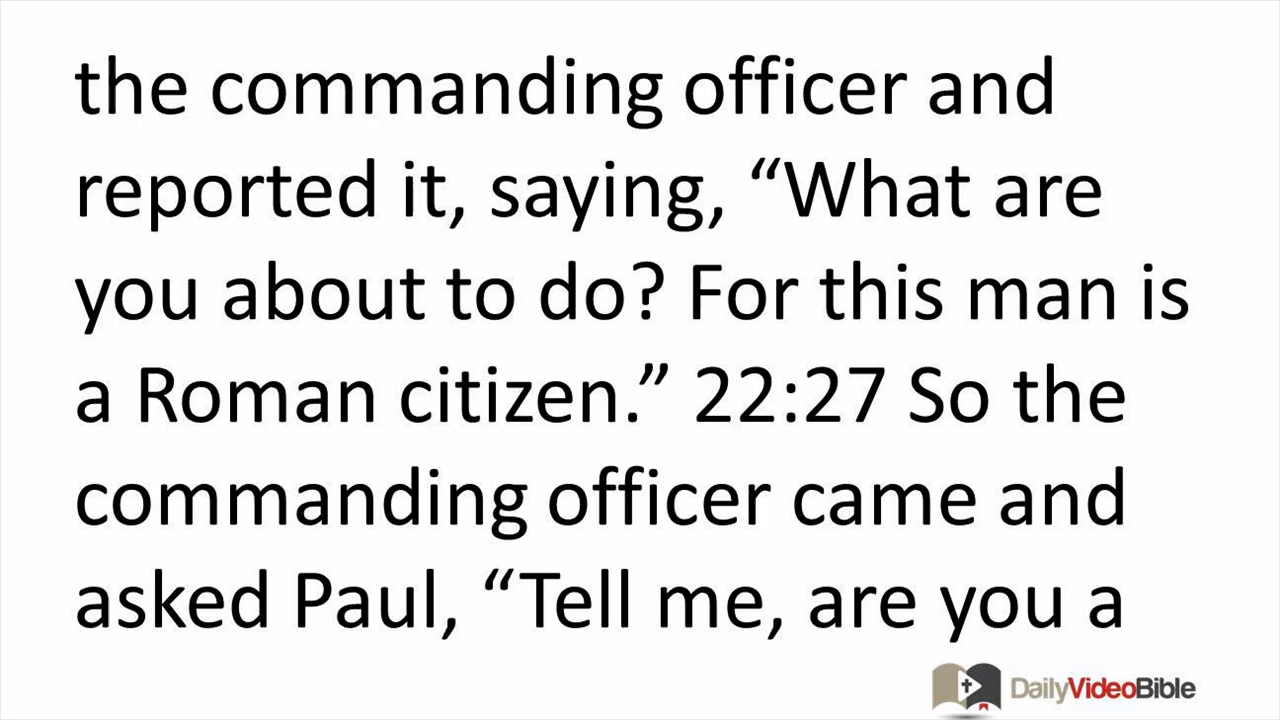 the commanding officer and
reported it, saying, “What are
you about to do? For this man is
a Roman citizen.” 22:27 So the
commanding officer came and
asked Paul, “Tell me, are you a
DailyVideoBible